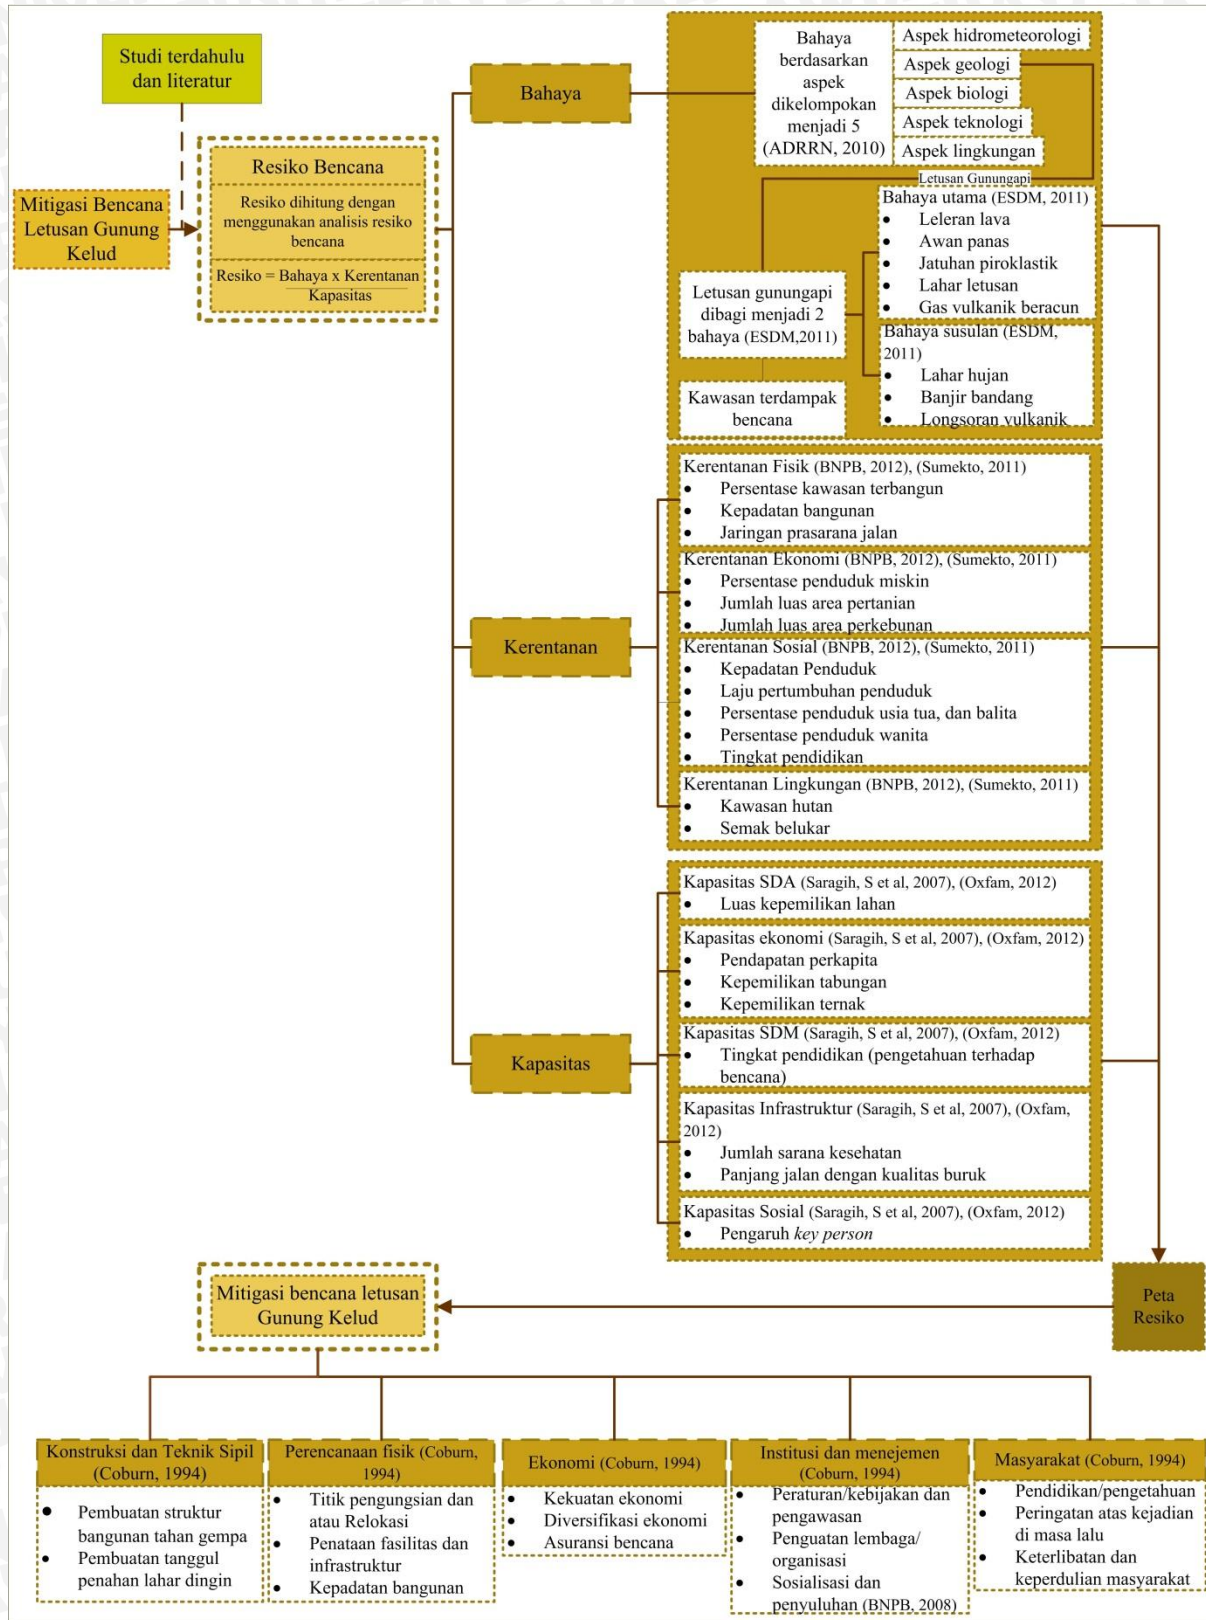 Studi terdahulu
dan literatur
Mitigasi Bencana
Letusan Gunung
Kelud
Resiko Bencana
Resiko dihitung dengan
menggunakan analisis resiko
bencana
Resiko = Bahaya x Kerentanan
Kapasitas
Bahaya
Bahaya
berdasarkan
aspek
dikelompokan
menjadi 5
(ADRRN, 2010)
Aspek hidrometeorologi
Aspek geologi
Aspek biologi
Aspek teknologi
Aspek lingkungan
Letusan Gunungapi
Letusan gunungapi
dibagi menjadi 2
bahaya (ESDM,2011)
Bahaya utama (ESDM, 2011)
• Leleran lava
• Awan panas
• Jatuhan piroklastik
• Lahar letusan
• Gas vulkanik beracun
Bahaya susulan (ESDM,
2011)
• Lahar hujan
• Banjir bandang
• Longsoran vulkanik
Kawasan terdampak
bencana
Kerentanan
Kerentanan Fisik (BNPB, 2012), (Sumekto, 2011)
• Persentase kawasan terbangun
• Kepadatan bangunan
• Jaringan prasarana jalan
Kerentanan Ekonomi (BNPB, 2012), (Sumekto, 2011)
• Persentase penduduk miskin
• Jumlah luas area pertanian
• Jumlah luas area perkebunan
Kerentanan Sosial (BNPB, 2012), (Sumekto, 2011)
• Kepadatan Penduduk
• Laju pertumbuhan penduduk
• Persentase penduduk usia tua, dan balita
• Persentase penduduk wanita
• Tingkat pendidikan
Kerentanan Lingkungan (BNPB, 2012), (Sumekto, 2011)
• Kawasan hutan
• Semak belukar
Kapasitas
Kapasitas SDA (Saragih, S et al, 2007), (Oxfam, 2012)
• Luas kepemilikan lahan
Kapasitas ekonomi (Saragih, S et al, 2007), (Oxfam, 2012)
• Pendapatan perkapita
• Kepemilikan tabungan
• Kepemilikan ternak
Kapasitas SDM (Saragih, S et al, 2007), (Oxfam, 2012)
• Tingkat pendidikan (pengetahuan terhadap
bencana)
Kapasitas Infrastruktur (Saragih, S et al, 2007), (Oxfam,
2012)
• Jumlah sarana kesehatan
• Panjang jalan dengan kualitas buruk
Kapasitas Sosial (Saragih, S et al, 2007), (Oxfam, 2012)
• Pengaruh key person
Peta
Resiko
Mitigasi bencana letusan
Gunung Kelud
Konstruksi dan Teknik Sipil
(Coburn, 1994)
• Pembuatan struktur
bangunan tahan gempa
• Pembuatan tanggul
penahan lahar dingin
Perencanaan fisik (Coburn,
1994)
• Titik pengungsian dan
atau Relokasi
• Penataan fasilitas dan
infrastruktur
• Kepadatan bangunan
Ekonomi (Coburn, 1994)
• Kekuatan ekonomi
• Diversifikasi ekonomi
• Asuransi bencana
Institusi dan menejemen
(Coburn, 1994)
• Peraturan/kebijakan dan
pengawasan
• Penguatan lembaga/
organisasi
• Sosialisasi dan
penyuluhan (BNPB, 2008)
Masyarakat (Coburn, 1994)
• Pendidikan/pengetahuan
• Peringatan atas kejadian
di masa lalu
• Keterlibatan dan
keperdulian masyarakat